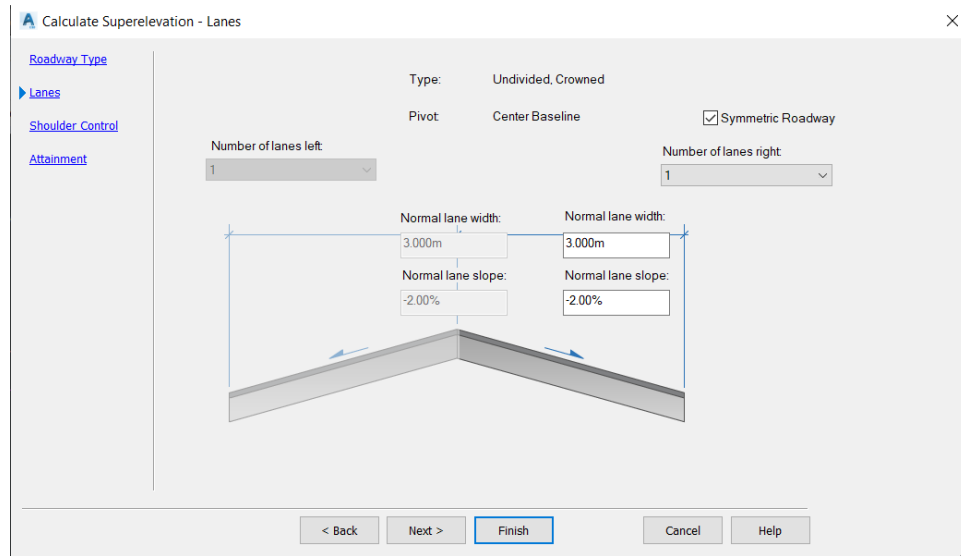 Calculate Superelevation - Lanes
Roadway Type
Lanes
Shoulder Control
Attainment
Type: Undivided, Crowned
Pivot: Center Baseline
Symmetric Roadway
Number of lanes left:
1
Number of lanes right:
1
Normal lane width: Normal lane width:
3.000m 3.000m
Normal lane slope: Normal lane slope:
-2.00% -2.00%
< Back Next > Finish Cancel Help